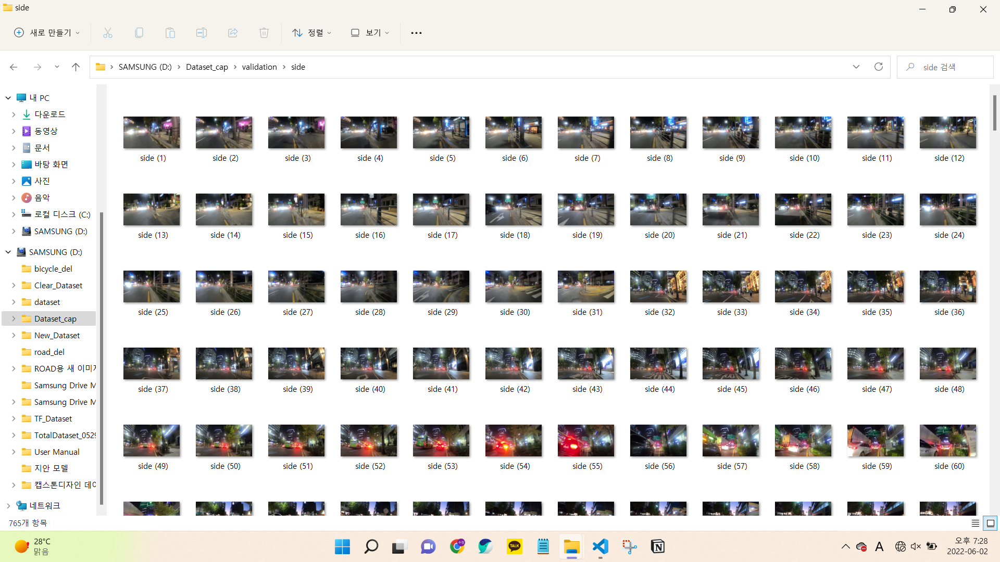 side
새로 만들기
정렬
보기
SAMSUNG (D:) > Dataset_cap > validation > side
side 검색
내 PC
다운로드
동영상
문서
바탕 화면
사진
음악
로컬 디스크 (C:)
SAMSUNG (D:)
SAMSUNG (D:)
bicycle_del
Clear_Dataset
dataset
Dataset_cap
New_Dataset
road_del
ROAD용 새 이미지
Samsung Drive M
Samsung Drive M
TF_Dataset
TotalDataset_0529
User Manual
지안 모델
캡스톤디자인 데이
네트워크
side (1) side (2) side (3) side (4) side (5) side (6) side (7) side (8) side (9) side (10) side (11) side (12)
side (13) side (14) side (15) side (16) side (17) side (18) side (19) side (20) side (21) side (22) side (23) side (24)
side (25) side (26) side (27) side (28) side (29) side (30) side (31) side (32) side (33) side (34) side (35) side (36)
side (37) side (38) side (39) side (40) side (41) side (42) side (43) side (44) side (45) side (46) side (47) side (48)
side (49) side (50) side (51) side (52) side (53) side (54) side (55) side (56) side (57) side (58) side (59) side (60)
765개 항목
28°C
맑음
수정
TALK
A
오후 7:28
2022-06-02